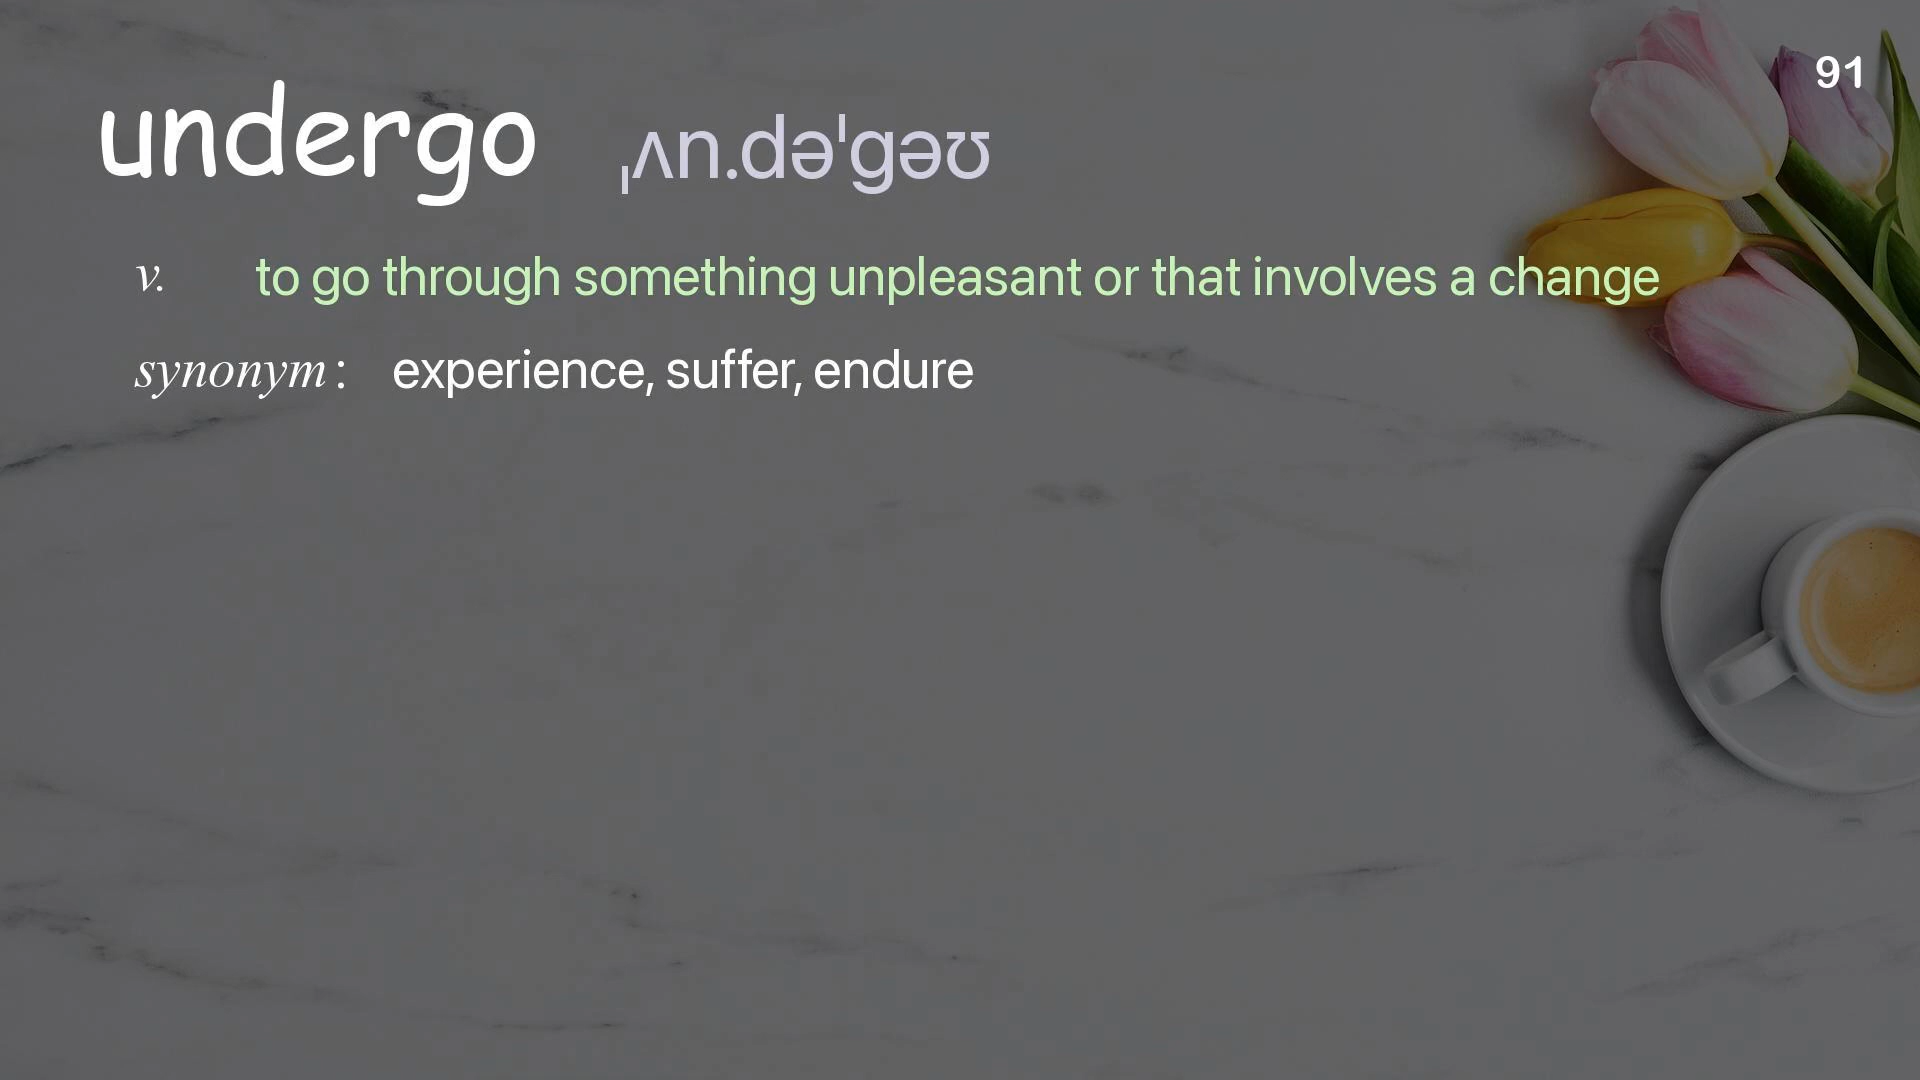 91
undergo ˌʌn.dəˈɡəʊ
v. to go through something unpleasant or that involves a change
synonym: experience, suffer, endure